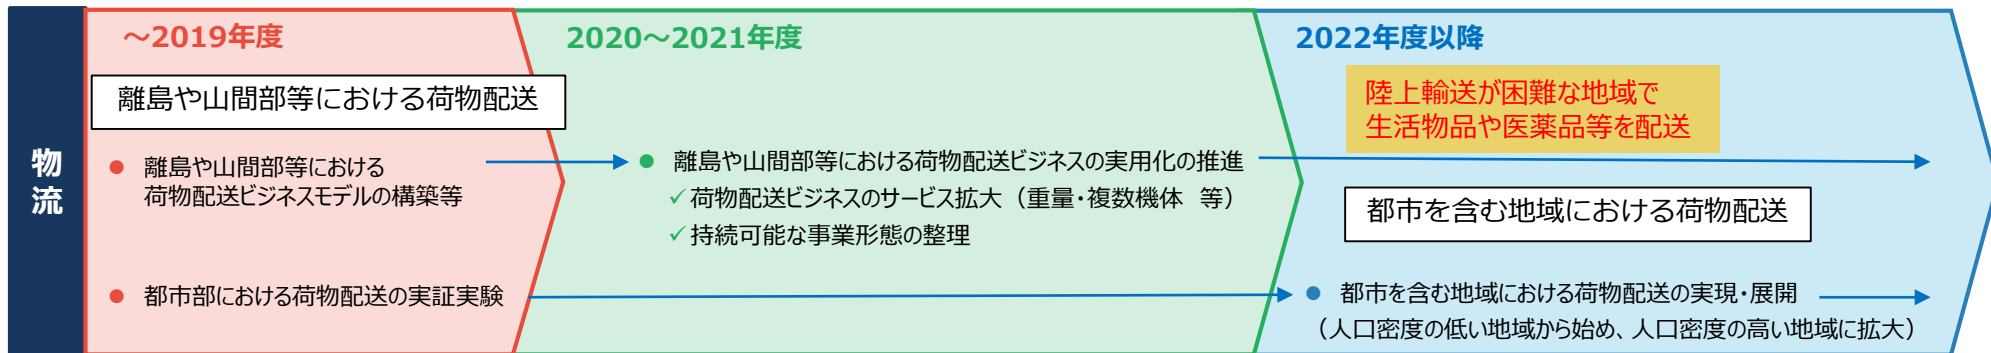 物流
～2019年度
離島や山間部等における荷物配送
● 離島や山間部等における
荷物配送ビジネスモデルの構築等
● 都市部における荷物配送の実証実験
2020～2021年度
● 離島や山間部等における荷物配送ビジネスの実用化の推進
✓荷物配送ビジネスのサービス拡大（重量・複数機体　等）
✓持続可能な事業形態の整理
2022年度以降
陸上輸送が困難な地域で
生活物品や医薬品等を配送
都市を含む地域における荷物配送
● 都市を含む地域における荷物配送の実現・展開
（人口密度の低い地域から始め、人口密度の高い地域に拡大）